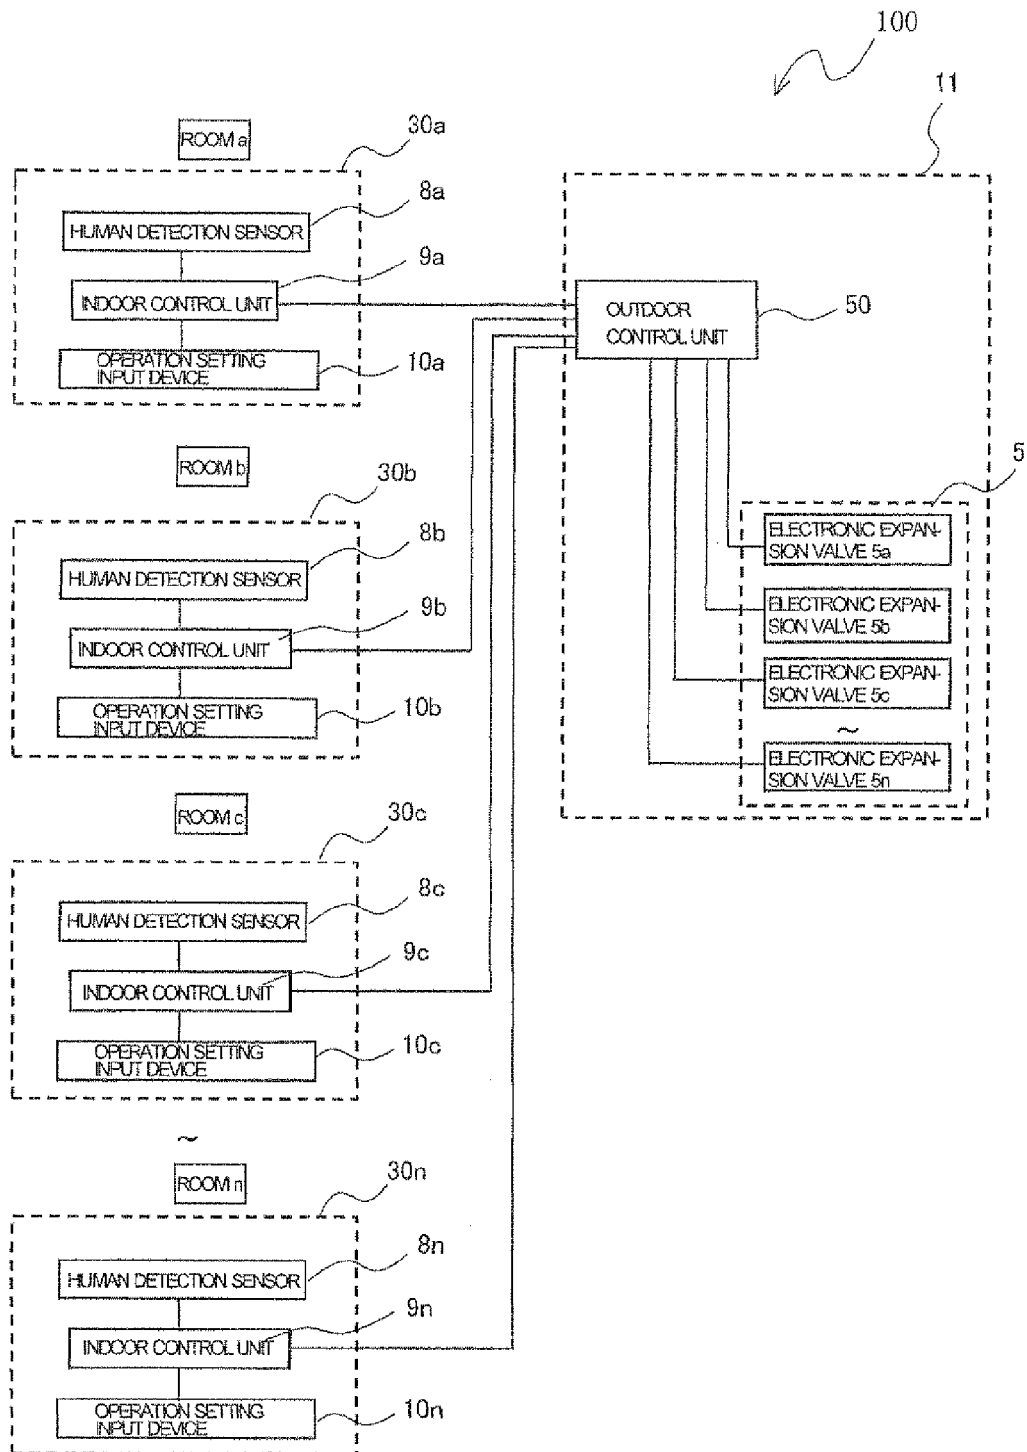 100
11
ROOM a
30a
8a
HUMAN DETECTION SENSOR
9a
INDOOR CONTROL UNIT
OPERATION SETTING
INPUT DEVICE
10a
OUTDOOR
CONTROL UNIT
50
5
ELECTRONIC EXPAN-
SION VALVE 5a
ELECTRONIC EXPAN-
SION VALVE 5b
ELECTRONIC EXPAN-
SION VALVE 5c
~
ELECTRONIC EXPAN-
SION VALVE 5n
ROOM b
30b
8b
HUMAN DETECTION SENSOR
9b
INDOOR CONTROL UNIT
OPERATION SETTING
INPUT DEVICE
10b
ROOM c
30c
8c
HUMAN DETECTION SENSOR
9c
INDOOR CONTROL UNIT
OPERATION SETTING
INPUT DEVICE
10c
~
ROOM n
30n
8n
HUMAN DETECTION SENSOR
9n
INDOOR CONTROL UNIT
OPERATION SETTING
INPUT DEVICE
10n